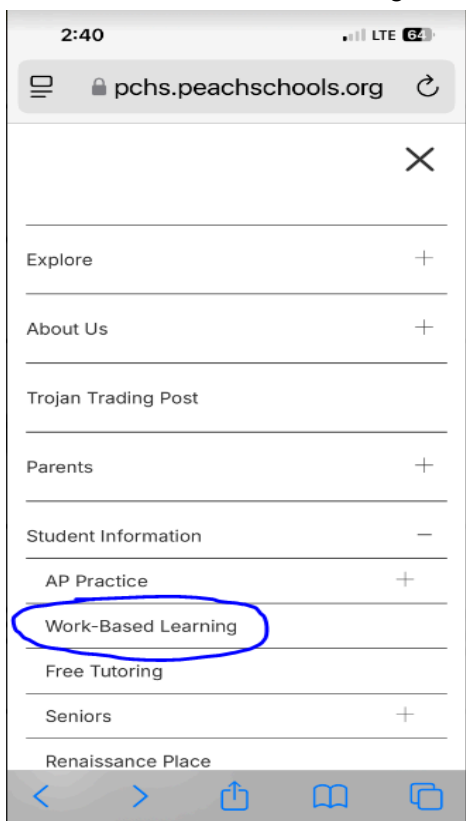 2:40 LTE 64
pchs.peachschools.org
Explore
About Us
Trojan Trading Post
Parents
Student Information
AP Practice
Work-Based Learning
Free Tutoring
Seniors
Renaissance Place